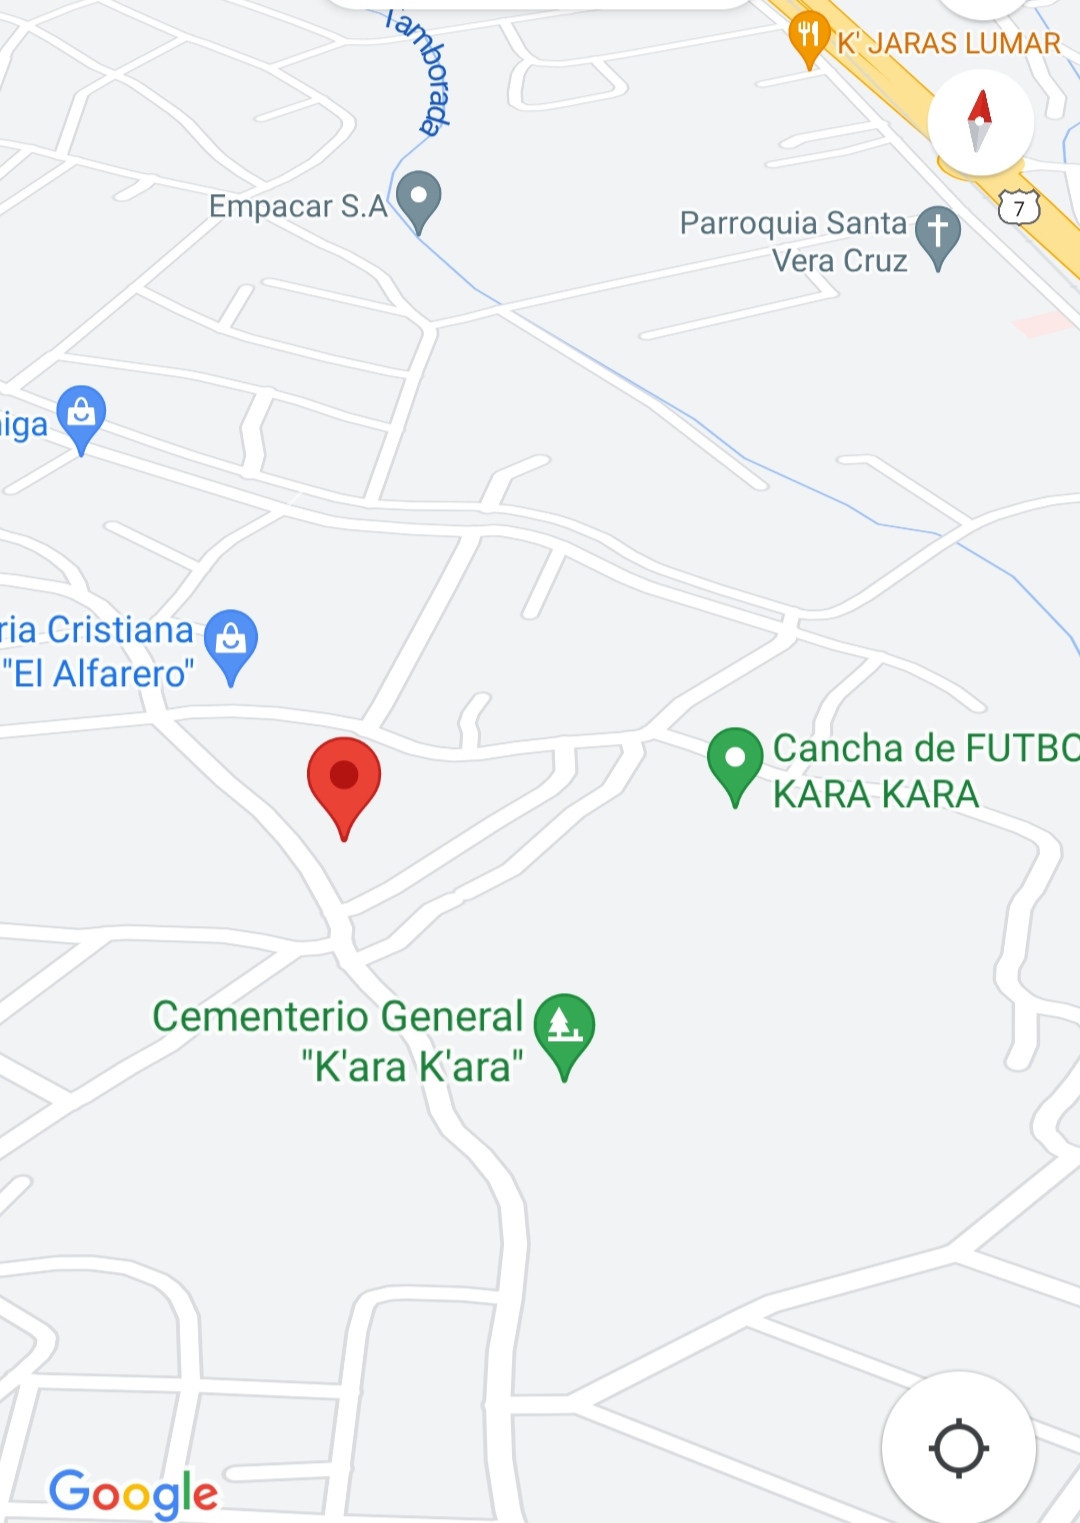 Tamborada
K' JARAS LUMAR
7
Empacar S.A
Parroquia Santa
Vera Cruz
iga
ria Cristiana
"El Alfarero"
Cancha de FUTBO
KARA KARA
Cementerio General
"K'ara K'ara"
Google